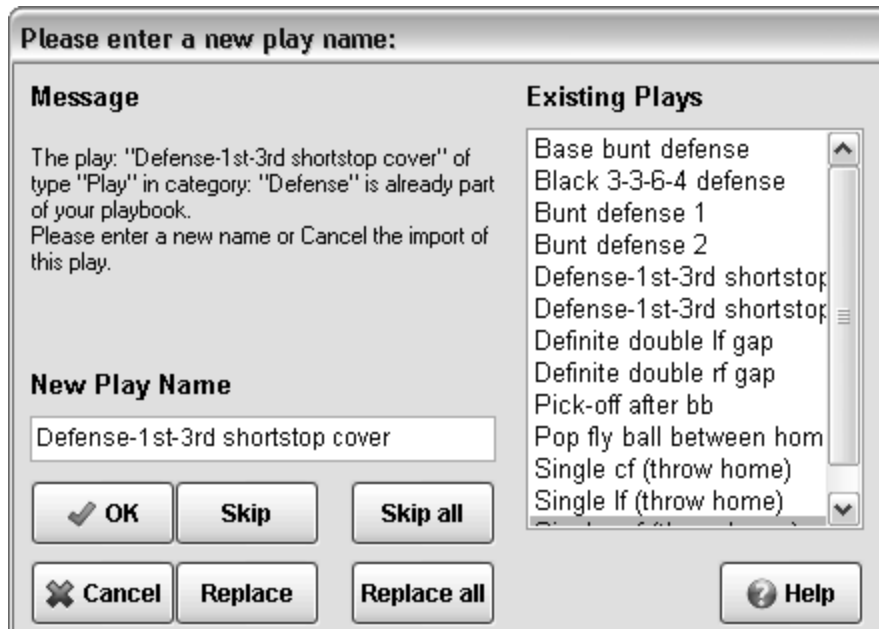 Please enter a new play name:
Message
The play: "Defense-1st-3rd shortstop cover" of
type "Play" in category: "Defense" is already part
of your playbook.
Please enter a new name or Cancel the import of
this play.
New Play Name
Defense-1st-3rd shortstop cover
OK Skip Skip all
Cancel Replace Replace all
Existing Plays
Base bunt defense
Black 3-3-6-4 defense
Bunt defense 1
Bunt defense 2
Defense-1st-3rd shortstop
Defense-1st-3rd shortstop
Definite double lf gap
Definite double rf gap
Pick-off after bb
Pop fly ball between hom
Single cf (throw home)
Single lf (throw home)
Help